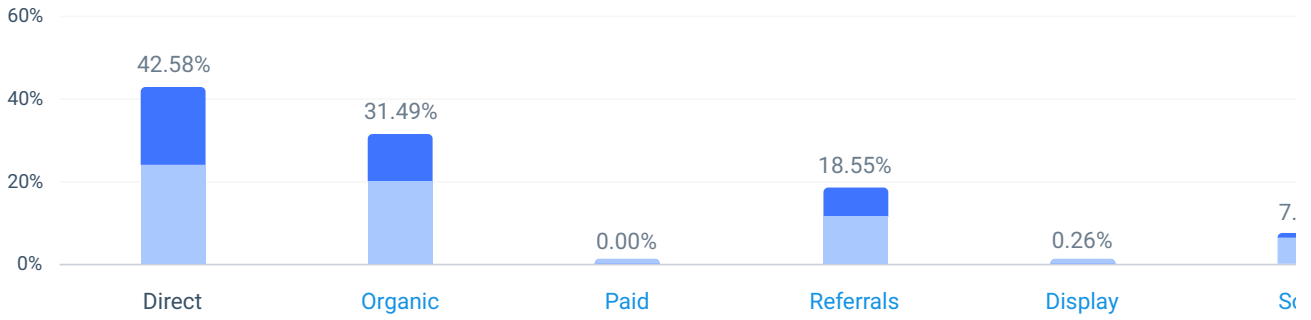 60%
42.58%
40%
31.49%
20%
18.55%
7.
0.00%
0.26%
0%
Direct
Organic
Paid
Referrals
Display